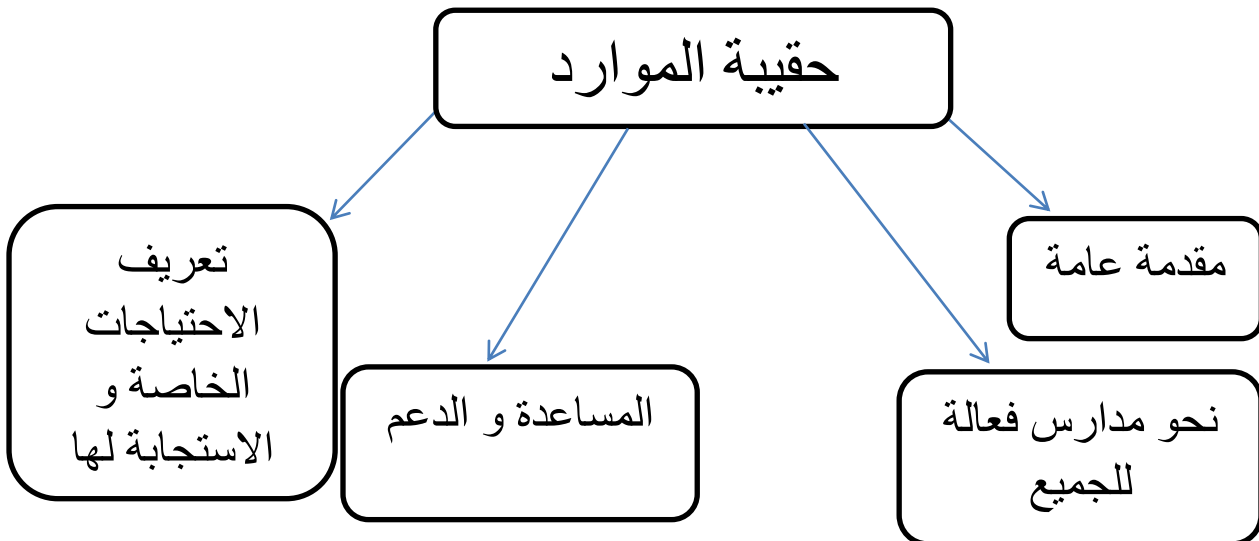 حقيبة الموارد
مقدمة عامة
نحو مدارس فعالة
للجميع
المساعدة و الدعم
تعريف
الاحتياجات
الخاصة و
الاستجابة لها